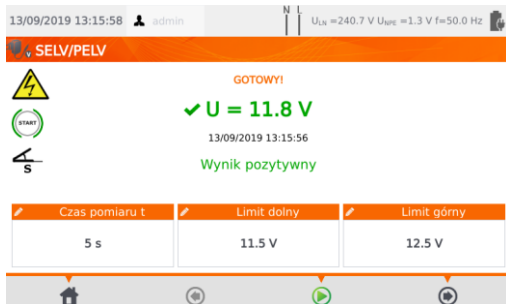 13/09/2019 13:15:58 admin N L ULN =240.7 V UNPE =1.3 V f=50.0 Hz
SELV/PELV
GOTOWY!
U = 11.8 V
START
13/09/2019 13:15:56
S
Wynik pozytywny
Czas pomiaru t Limit dolny Limit górny
5 s 11.5 V 12.5 V